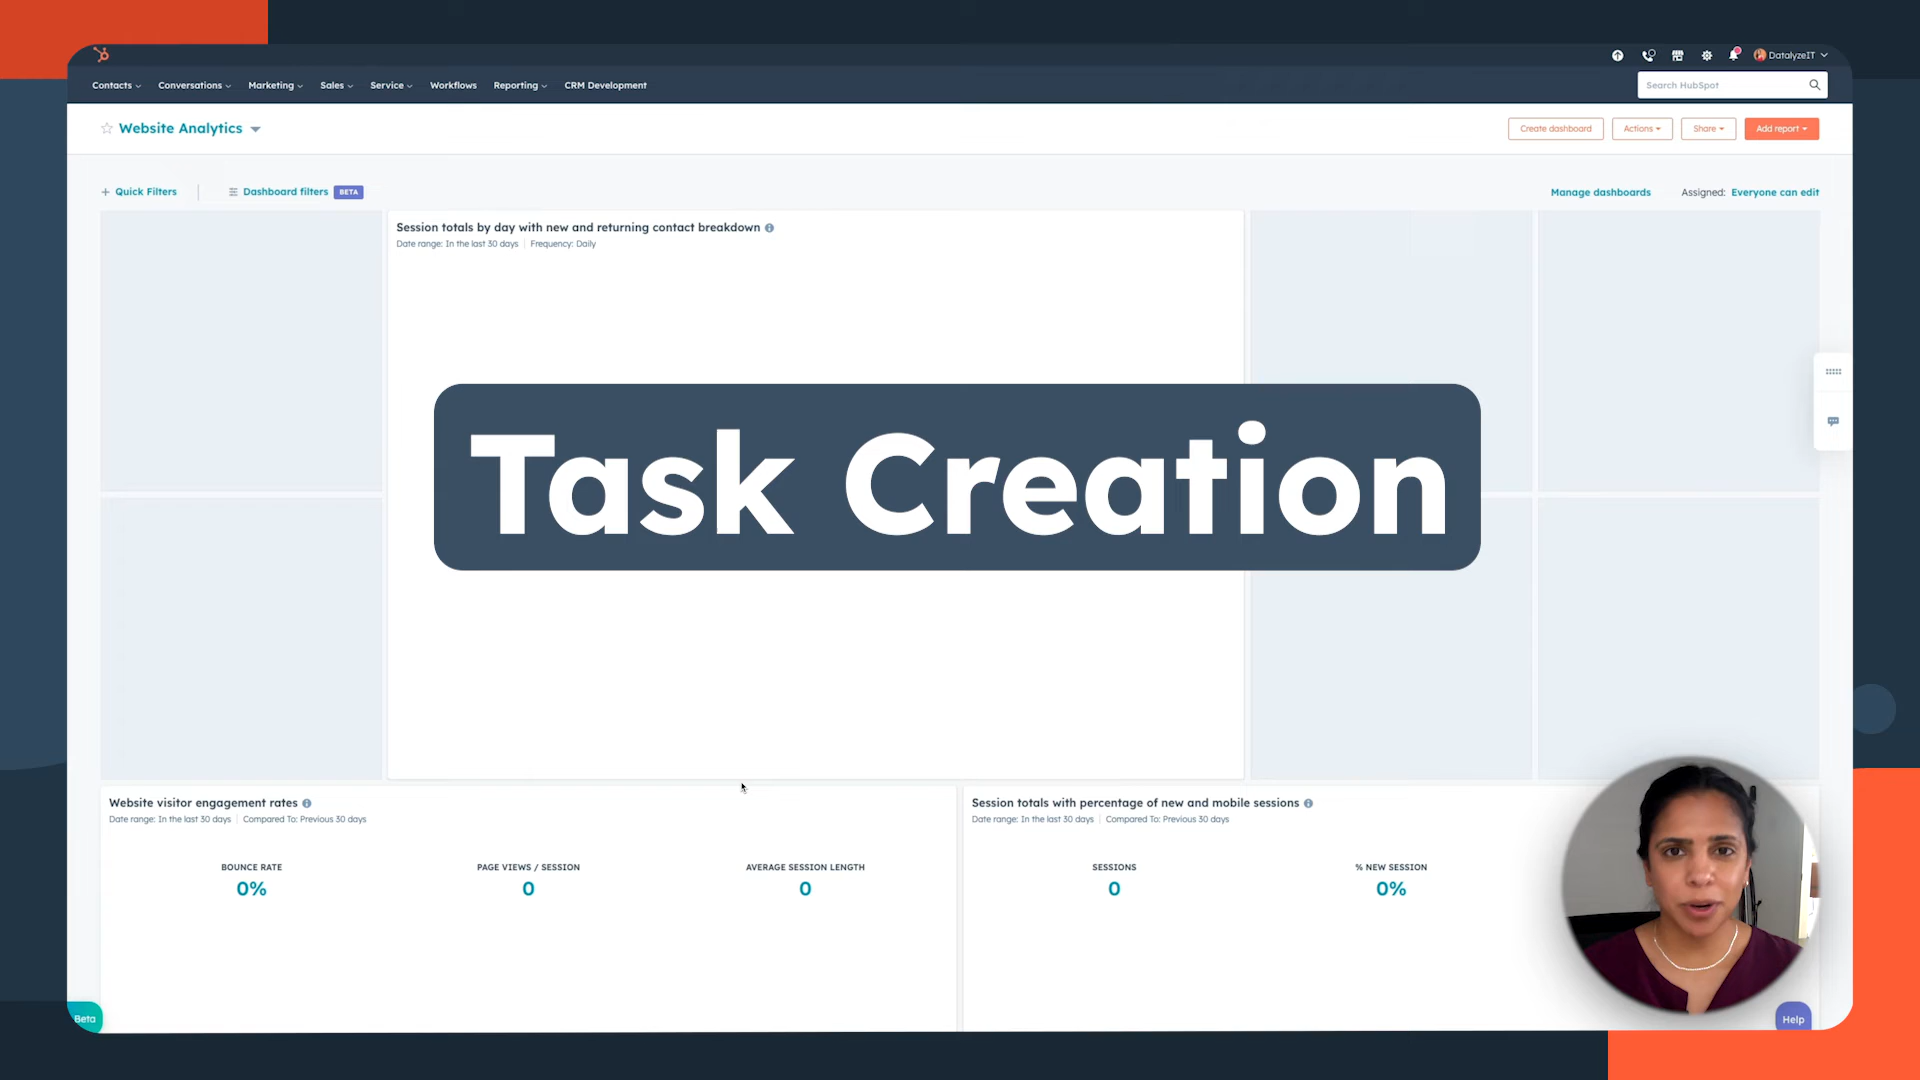 DatalyzeIT
Contacts Conversations Marketing Sales Service Workflows Reporting CRM Development
Search HubSpot
Website Analytics
Create dashboard Actions Share Add report
Quick Filters Dashboard filters BETA
Manage dashboards Assigned: Everyone can edit
Session totals by day with new and returning contact breakdown
Date range: In the last 30 days Frequency: Daily
Task Creation
Website visitor engagement rates
Date range: In the last 30 days Compared To: Previous 30 days
BOUNCE RATE PAGE VIEWS / SESSION AVERAGE SESSION LENGTH
0% 0 0
Session totals with percentage of new and mobile sessions
Date range: In the last 30 days Compared To: Previous 30 days
SESSIONS % NEW SESSION
0 0%
Beta
Help